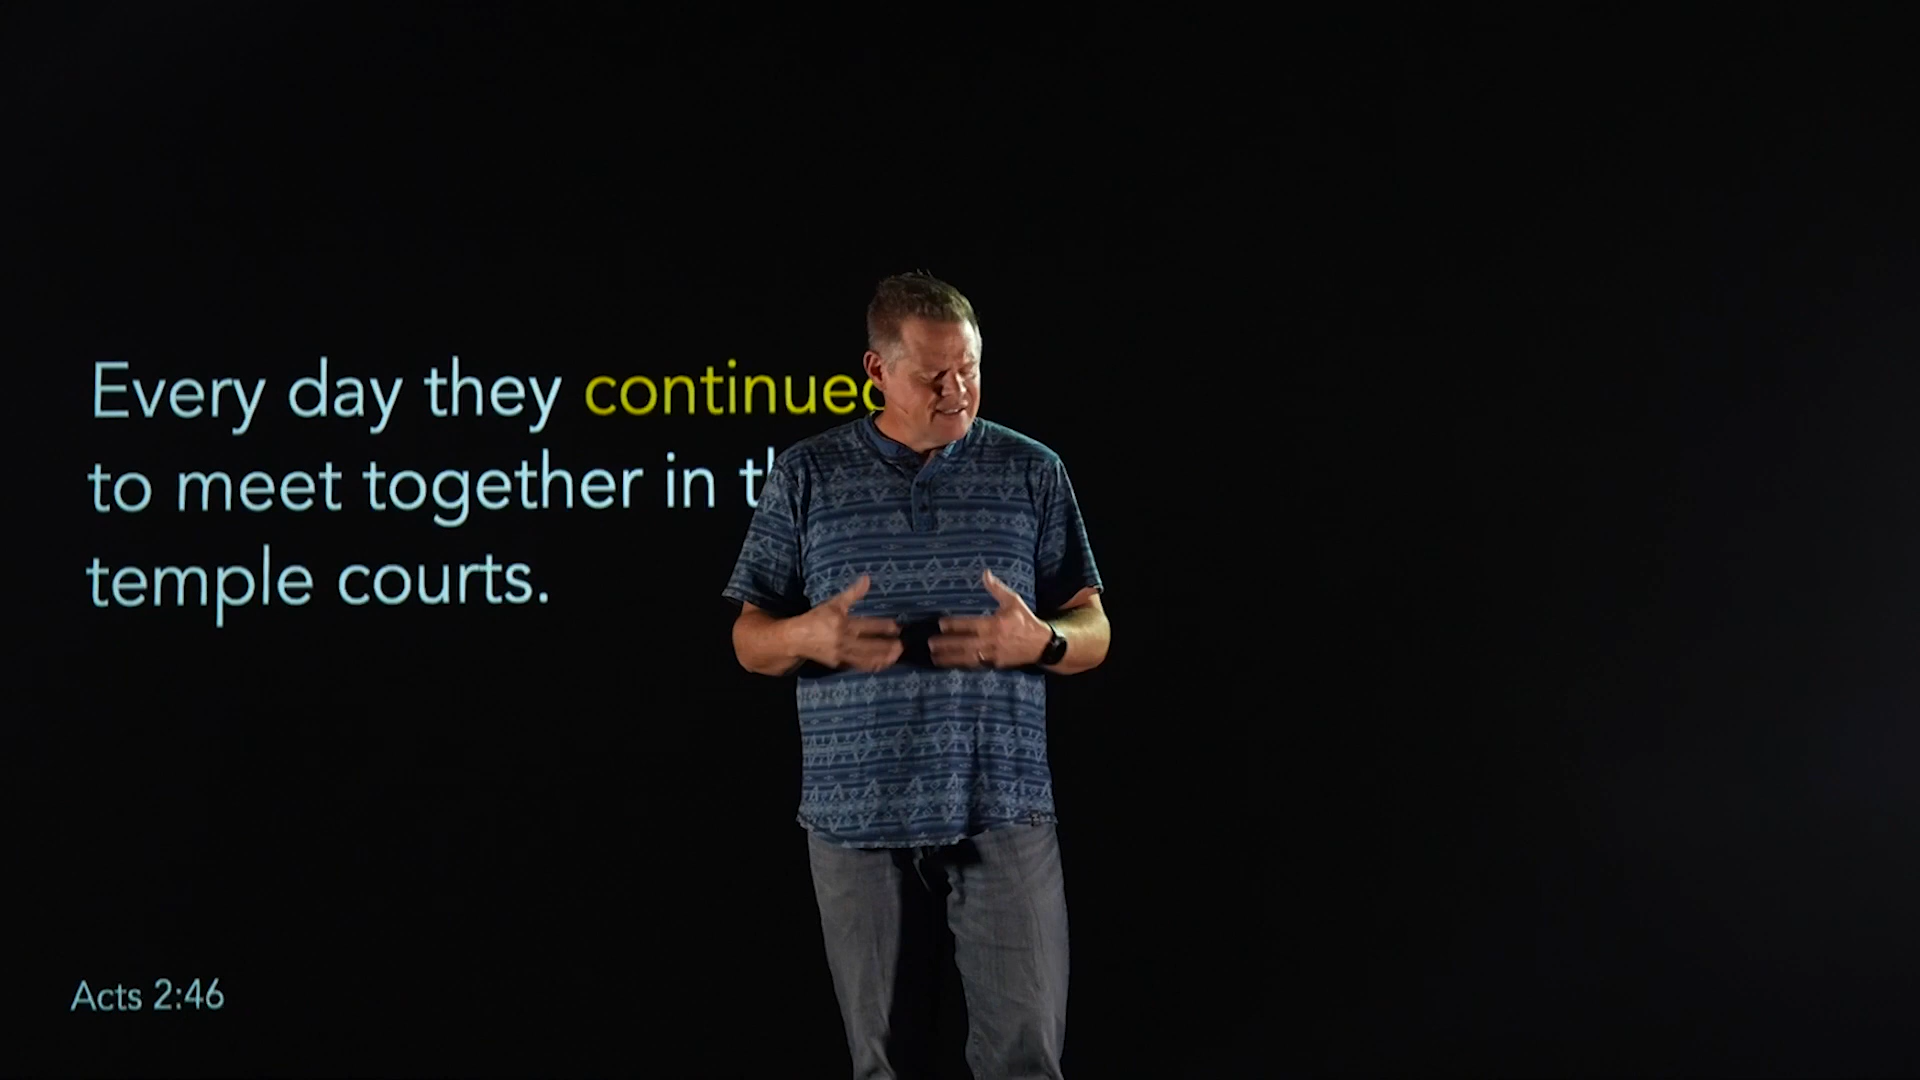 Every day they continued
to meet together in
temple courts.
Acts 2:46